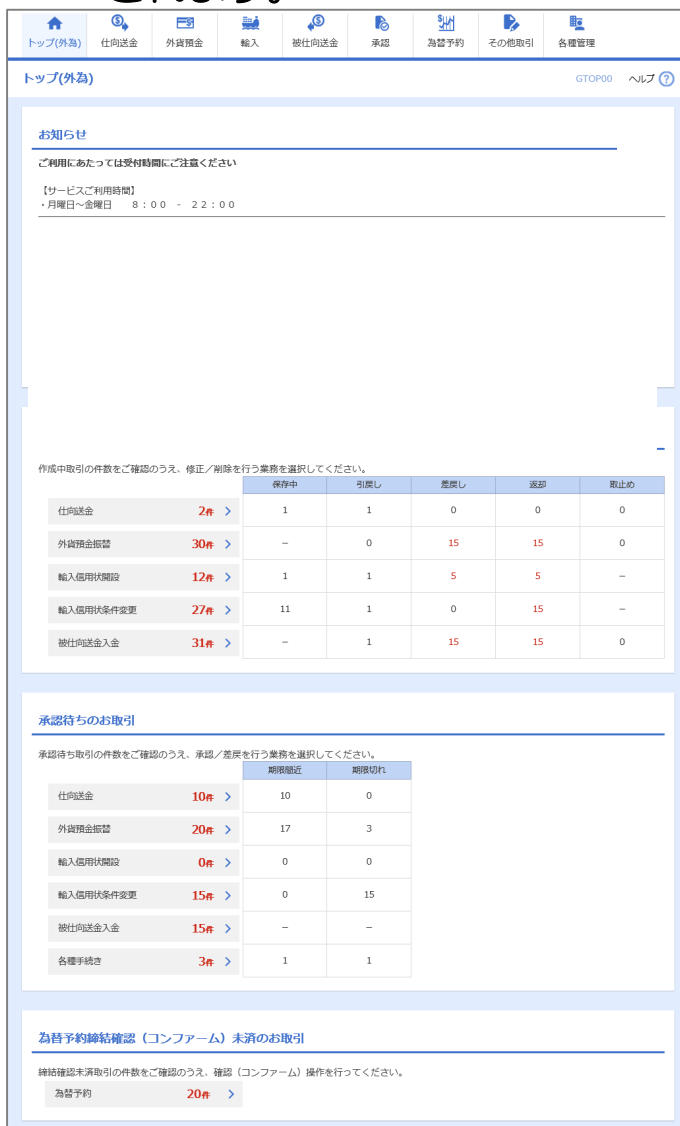 トップ(外為) 仕向送金 外貨預金 輸入 被仕向送金 承認 為替予約 その他取引 各種管理
トップ(外為) GTOP00 ヘルプ ?
お知らせ
ご利用にあたっては受付時間にご注意ください
【サービスご利用時間】
・月曜日～金曜日 8:00 - 22:00
作成中取引の件数をご確認のうえ、修正／削除を行う業務を選択してください。
保存中 引戻し 差戻し 返却 取止め
仕向送金 2件 1 1 0 0 0
外貨預金振替 30件 － 0 15 15 0
輸入信用状開設 12件 1 1 5 5 －
輸入信用状条件変更 27件 11 1 0 15 －
被仕向送金入金 31件 － 1 15 15 0
承認待ちのお取引
承認待ち取引の件数をご確認のうえ、承認／差戻を行う業務を選択してください。
期限間近 期限切れ
仕向送金 10件 10 0
外貨預金振替 20件 17 3
輸入信用状開設 0件 0 0
輸入信用状条件変更 15件 0 15
被仕向送金入金 15件 － －
各種手続き 3件 1 1
為替予約締結確認（コンファーム）未済のお取引
締結確認未済取引の件数をご確認のうえ、確認（コンファーム）操作を行ってください。
為替予約 20件